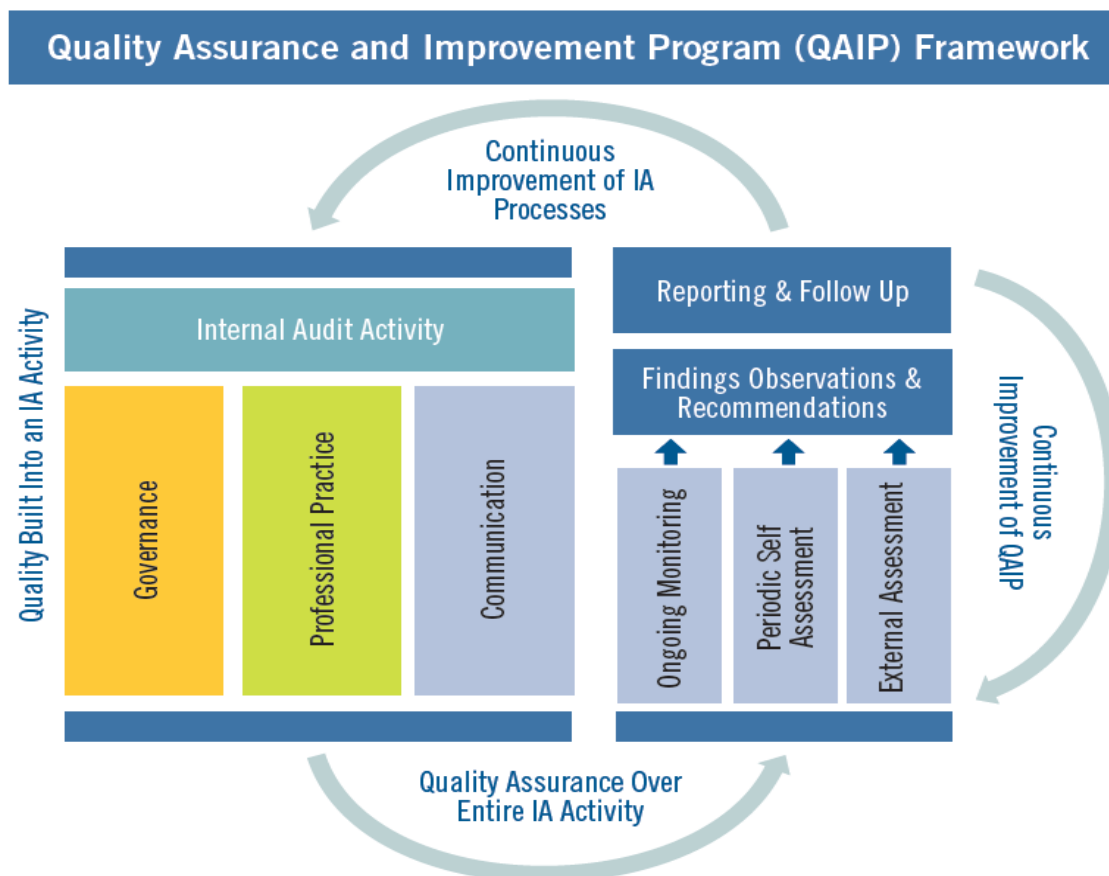 Quality Assurance and Improvement Program (QAIP) Framework
Continuous
Improvement of IA
Processes
Quality Built Into an IA Activity
Internal Audit Activity
Governance
Professional Practice
Communication
Reporting & Follow Up
Findings Observations &
Recommendations
Ongoing Monitoring
Periodic Self
Assessment
External Assessment
Continuous
Improvement of QAIP
Quality Assurance Over
Entire IA Activity